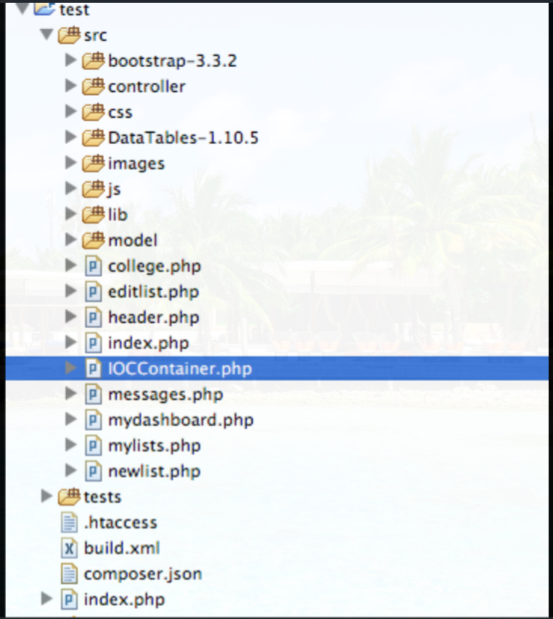 test
src
bootstrap-3.3.2
controller
css
DataTables-1.10.5
images
js
lib
model
college.php
editlist.php
header.php
index.php
IOCContainer.php
messages.php
mydashboard.php
mylists.php
newlist.php
tests
.htaccess
build.xml
composer.json
index.php